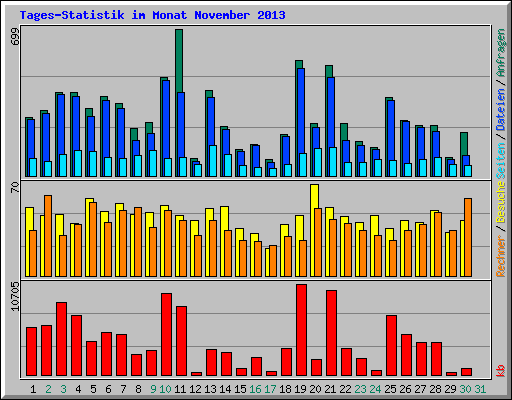 Tages-Statistik im Monat November 2013
699
70
10705
Rechner / Besuche Seiten / Dateien / Anfragen
kb
1 2 3 4 5 6 7 8 9 10 11 12 13 14 15 16 17 18 19 20 21 22 23 24 25 26 27 28 29 30 31